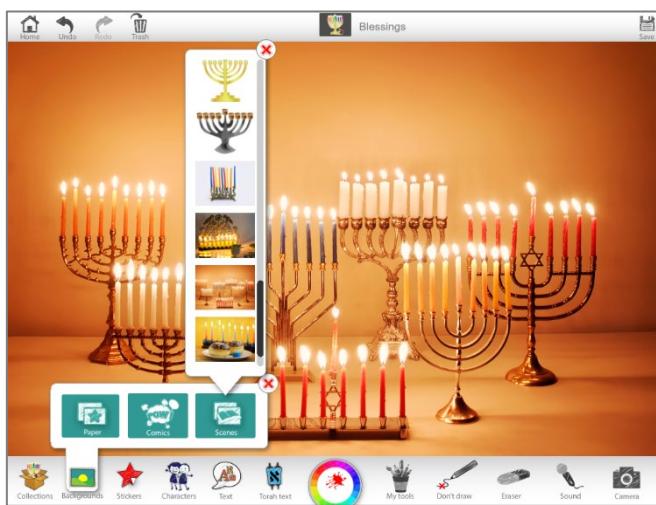 Home Undo Redo Trash Blessings Save
Paper Comics Scenes
Collections Backgrounds Stickers Characters Text Torah text My tools Don't draw Eraser Sound Camera